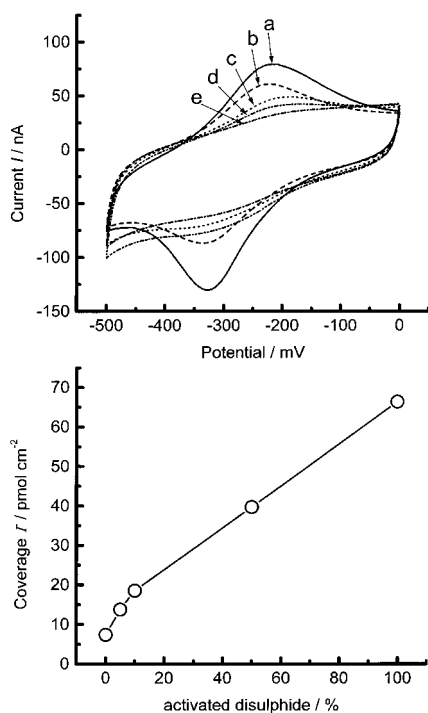 a
b
c
d
e
100
50
0
-50
-100
-150
Current I / nA
-500 -400 -300 -200 -100 0
Potential / mV
70
60
50
40
30
20
10
0
Coverage Γ / pmol cm⁻²
0 20 40 60 80 100
activated disulphide / %